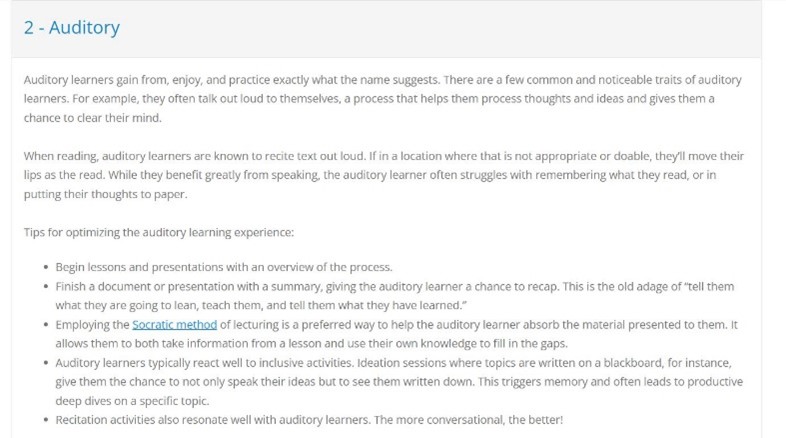 2 - Auditory
Auditory learners gain from, enjoy, and practice exactly what the name suggests. There are a few common and noticeable traits of auditory
learners. For example, they often talk out loud to themselves, a process that helps them process thoughts and ideas and gives them a
chance to clear their mind.
When reading, auditory learners are known to recite text out loud. If in a location where that is not appropriate or doable, they'll move their
lips as the read. While they benefit greatly from speaking, the auditory learner often struggles with remembering what they read, or in
putting their thoughts to paper.
Tips for optimizing the auditory learning experience:
• Begin lessons and presentations with an overview of the process.
• Finish a document or presentation with a summary, giving the auditory learner a chance to recap. This is the old adage of "tell them
what they are going to lean, teach them, and tell them what they have learned."
• Employing the Socratic method of lecturing is a preferred way to help the auditory learner absorb the material presented to them. It
allows them to both take information from a lesson and use their own knowledge to fill in the gaps.
• Auditory learners typically react well to inclusive activities. Ideation sessions where topics are written on a blackboard, for instance,
give them the chance to not only speak their ideas but to see them written down. This triggers memory and often leads to productive
deep dives on a specific topic.
• Recitation activities also resonate well with auditory learners. The more conversational, the better!